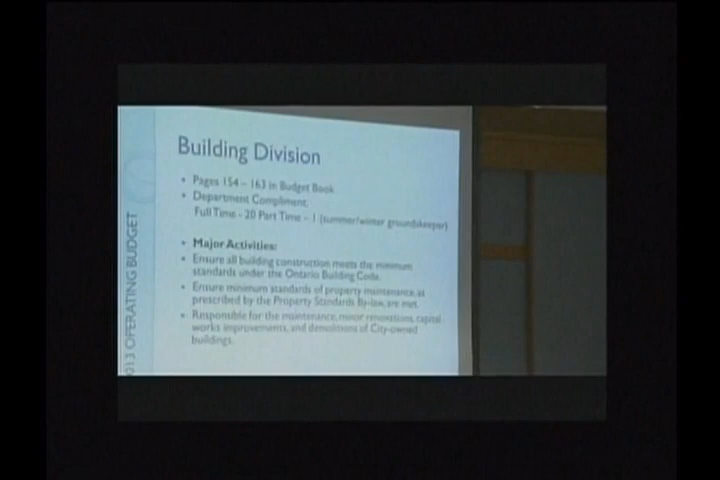 Building Division
• Pages 154 – 163 in Budget Book
• Department Compliment:
Full Time - 20 Part Time – 1 (summer/winter groundskeeper)
• Major Activities:
• Ensure all building construction meets the minimum
standards under the Ontario Building Code.
• Ensure minimum standards of property maintenance, as
prescribed by the Property Standards By-law, are met.
• Responsible for the maintenance, minor renovations, capital
works improvements, and demolitions of City-owned
buildings.
013 OPERATING BUDGET